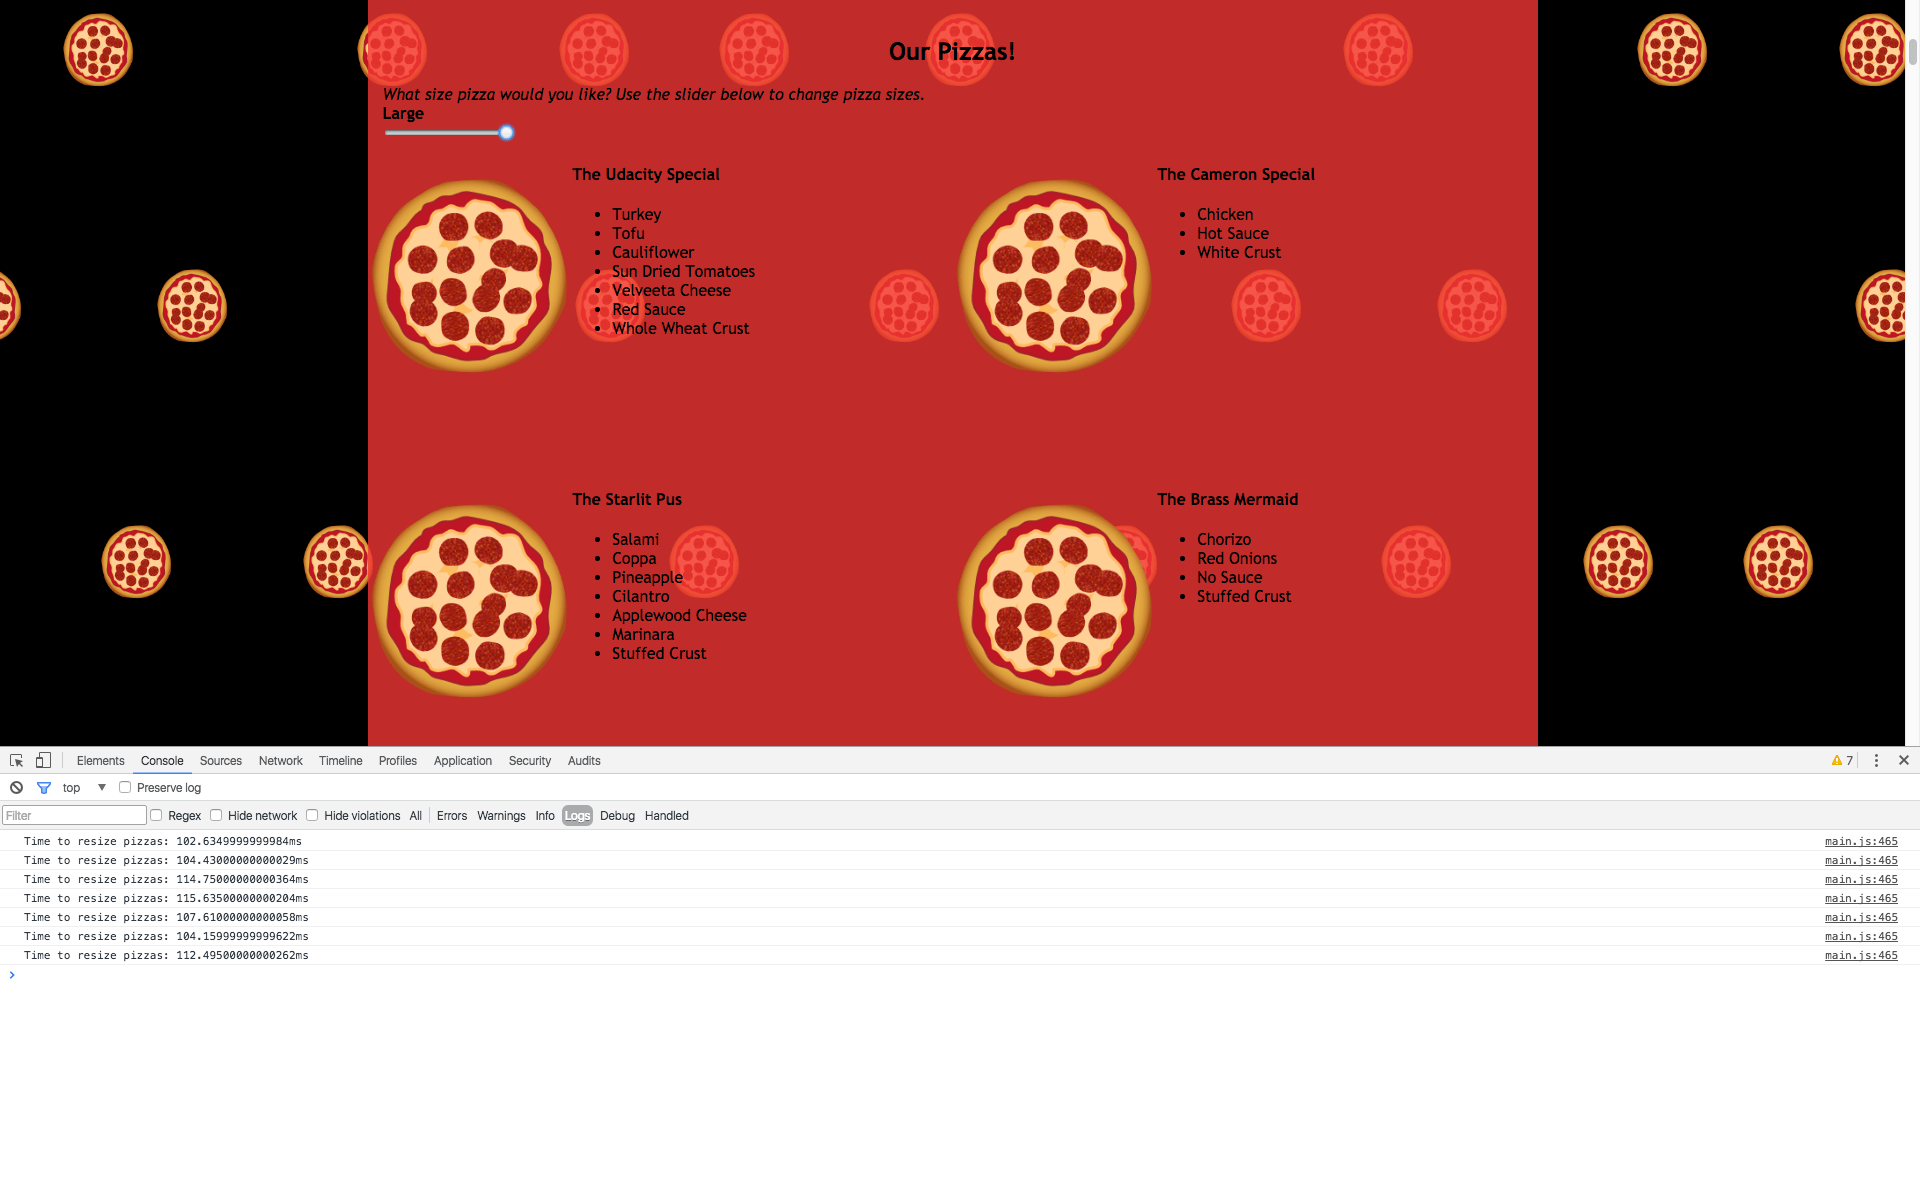 Our Pizzas!
What size pizza would you like? Use the slider below to change pizza sizes.
Large
The Udacity Special
Turkey
Tofu
Cauliflower
Sun Dried Tomatoes
Velveeta Cheese
Red Sauce
Whole Wheat Crust
The Cameron Special
Chicken
Hot Sauce
White Crust
The Starlit Pus
Salami
Coppa
Pineapple
Cilantro
Applewood Cheese
Marinara
Stuffed Crust
The Brass Mermaid
Chorizo
Red Onions
No Sauce
Stuffed Crust
Elements Console Sources Network Timeline Profiles Application Security Audits 7
top Preserve log
Filter Regex Hide network Hide violations All Errors Warnings Info Logs Debug Handled
Time to resize pizzas: 102.6349999999984ms main.js:465
Time to resize pizzas: 104.43000000000029ms main.js:465
Time to resize pizzas: 114.75000000000364ms main.js:465
Time to resize pizzas: 115.63500000000204ms main.js:465
Time to resize pizzas: 107.61000000000058ms main.js:465
Time to resize pizzas: 104.15999999999622ms main.js:465
Time to resize pizzas: 112.49500000000262ms main.js:465